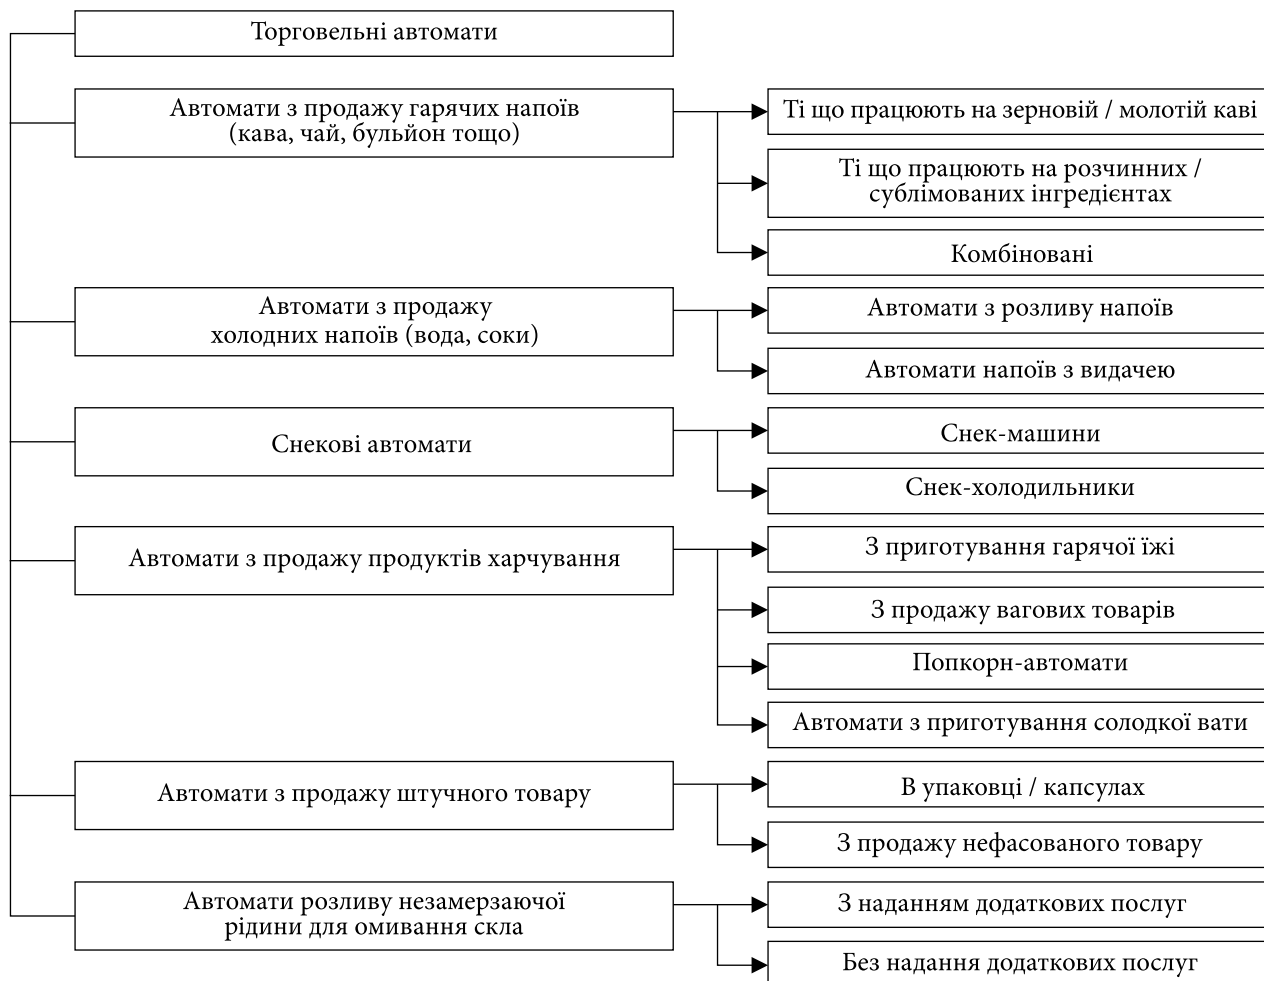 Торговельні автомати
Автомати з продажу гарячих напоїв
(кава, чай, бульйон тощо)
Ті що працюють на зерновій / молотій каві
Ті що працюють на розчинних /
сублімованих інгредієнтах
Комбіновані
Автомати з продажу
холодних напоїв (вода, соки)
Автомати з розливу напоїв
Автомати напоїв з видачею
Снекові автомати
Снек-машини
Снек-холодильники
Автомати з продажу продуктів харчування
З приготування гарячої їжі
З продажу вагових товарів
Попкорн-автомати
Автомати з приготування солодкої вати
Автомати з продажу штучного товару
В упаковці / капсулах
З продажу нефасованого товару
Автомати розливу незамерзаючої
рідини для омивання скла
З наданням додаткових послуг
Без надання додаткових послуг